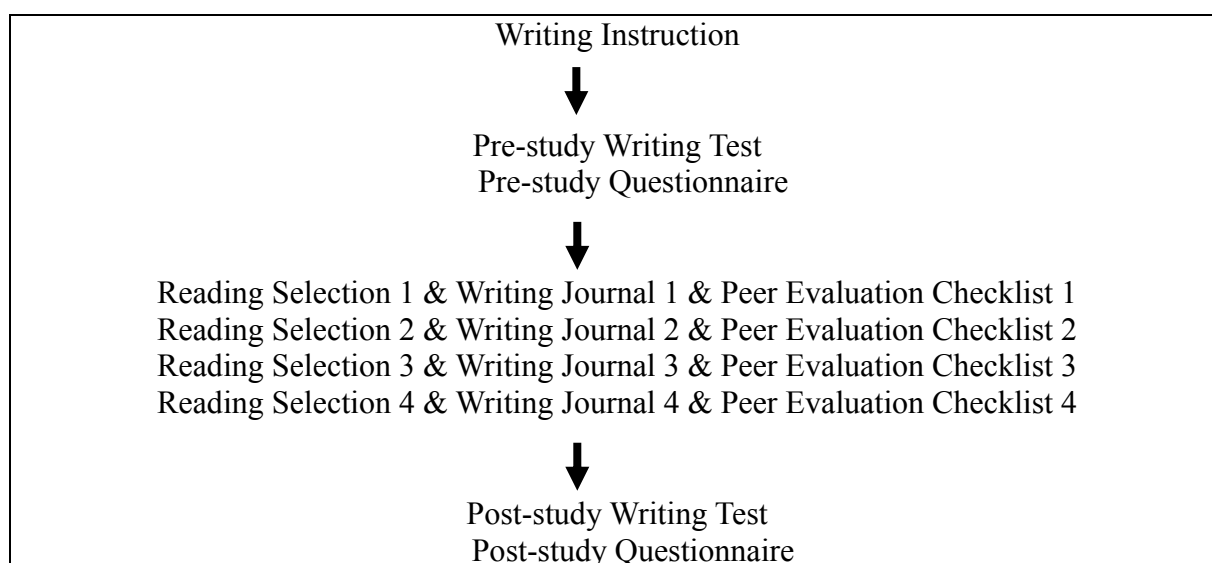 Writing Instruction
Pre-study Writing Test
Pre-study Questionnaire
Reading Selection 1 & Writing Journal 1 & Peer Evaluation Checklist 1
Reading Selection 2 & Writing Journal 2 & Peer Evaluation Checklist 2
Reading Selection 3 & Writing Journal 3 & Peer Evaluation Checklist 3
Reading Selection 4 & Writing Journal 4 & Peer Evaluation Checklist 4
Post-study Writing Test
Post-study Questionnaire